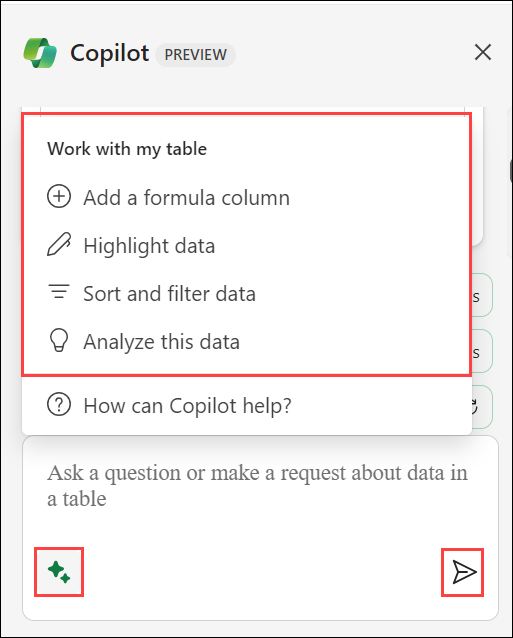 Copilot PREVIEW
Work with my table
Add a formula column
Highlight data
Sort and filter data
s
Analyze this data
s
How can Copilot help?
Ask a question or make a request about data in
a table